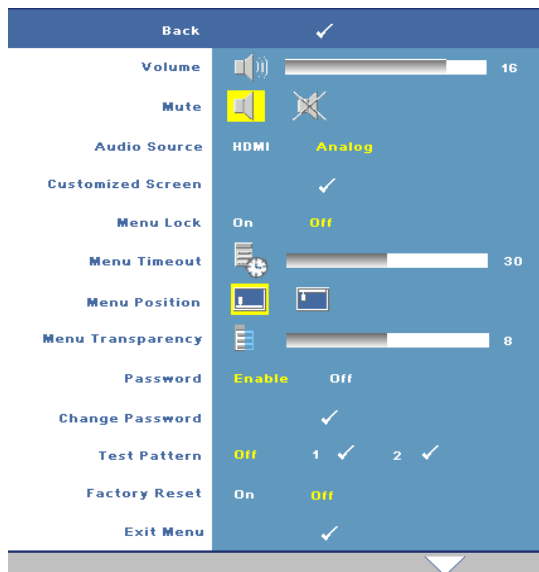 Back
Volume 16
Mute
Audio Source HDMI Analog
Customized Screen
Menu Lock On Off
Menu Timeout 30
Menu Position
Menu Transparency 8
Password Enable Off
Change Password
Test Pattern Off 1 2
Factory Reset On Off
Exit Menu